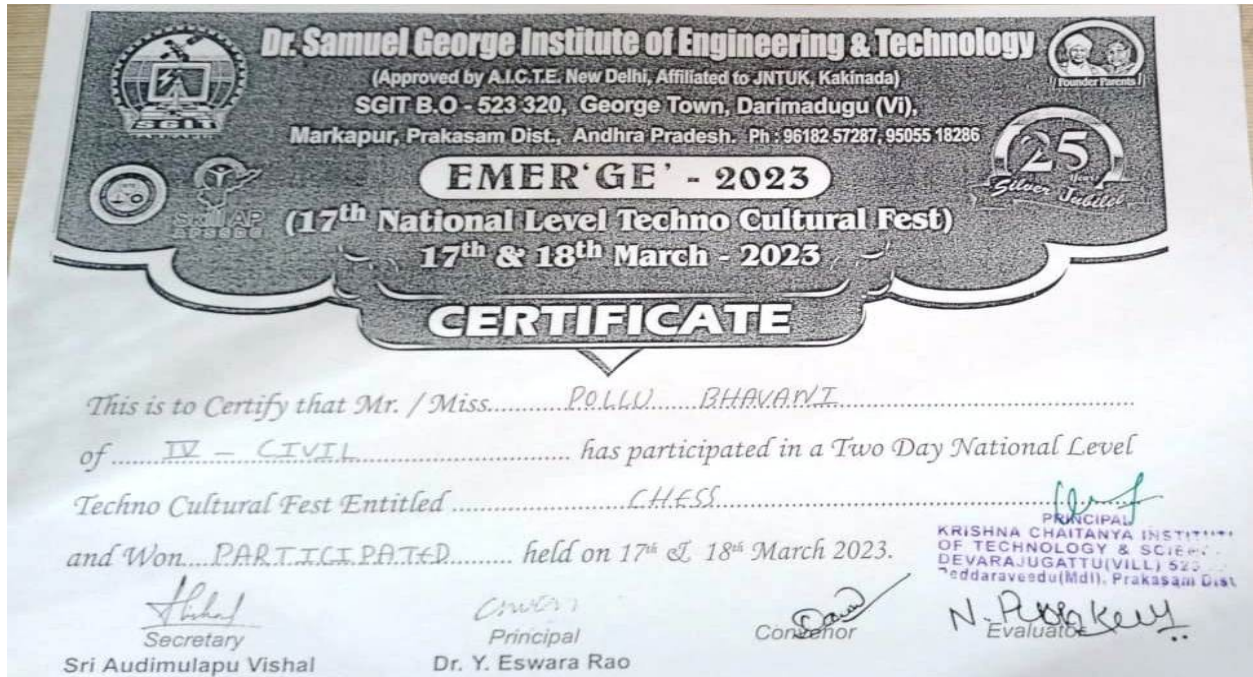 Dr. Samuel George Institute of Engineering & Technology
(Approved by A.I.C.T.E. New Delhi, Affiliated to JNTUK, Kakinada)
SGIT B.O - 523 320, George Town, Darimadugu (Vi),
Markapur, Prakasam Dist., Andhra Pradesh. Ph : 96182 57287, 95055 18286
SGIT
Founder Parents
25
Years
Silver Jubilee
SKILL AP
EMER'GE' - 2023
(17th National Level Techno Cultural Fest)
17th & 18th March - 2023
CERTIFICATE
This is to Certify that Mr. / Miss..........POLLU BHAVANI..........
of ........IV - CIVIL.......... has participated in a Two Day National Level
Techno Cultural Fest Entitled ..........CHESS..........
and Won....PARTICIPATED.......... held on 17th & 18th March 2023.
PRINCIPAL
KRISHNA CHAITANYA INSTITUTE
OF TECHNOLOGY &
DEVARAJUGATTU(VILL) 523
Peddaraveedu(Mdl), Prakasam Dist
Secretary
Sri Audimulapu Vishal
Principal
Dr. Y. Eswara Rao
Convenor
Evaluator